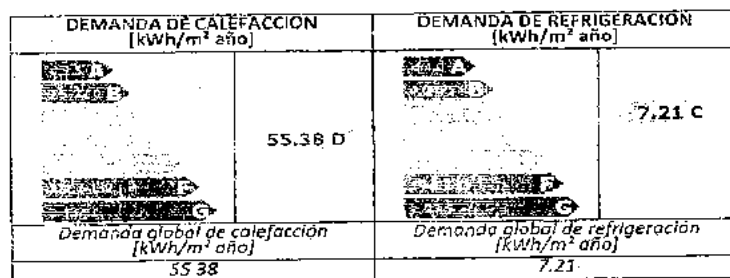 DEMANDA DE CALEFACCIÓN
[kWh/m² año]
DEMANDA DE REFRIGERACIÓN
[kWh/m² año]
A
B
F
G
55.38 D
A
F
G
7.21 C
Demanda global de calefacción
[kWh/m² año]
Demanda global de refrigeración
[kWh/m² año]
55.38
7.21